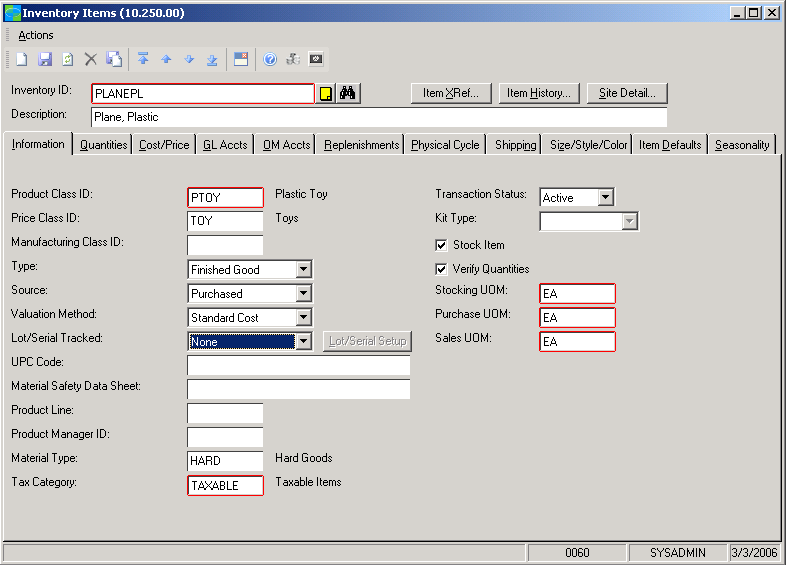 Inventory Items (10.250.00)
Actions
Inventory ID: PLANEPL Item XRef... Item History... Site Detail...
Description: Plane, Plastic
Information Quantities Cost/Price GL Accts OM Accts Replenishments Physical Cycle Shipping Size/Style/Color Item Defaults Seasonality
Product Class ID: PTOY Plastic Toy Transaction Status: Active
Price Class ID: TOY Toys Kit Type:
Manufacturing Class ID: Stock Item
Type: Finished Good Verify Quantities
Source: Purchased Stocking UOM: EA
Valuation Method: Standard Cost Purchase UOM: EA
Lot/Serial Tracked: None Lot/Serial Setup Sales UOM: EA
UPC Code:
Material Safety Data Sheet:
Product Line:
Product Manager ID:
Material Type: HARD Hard Goods
Tax Category: TAXABLE Taxable Items
0060 SYSADMIN 3/3/2006